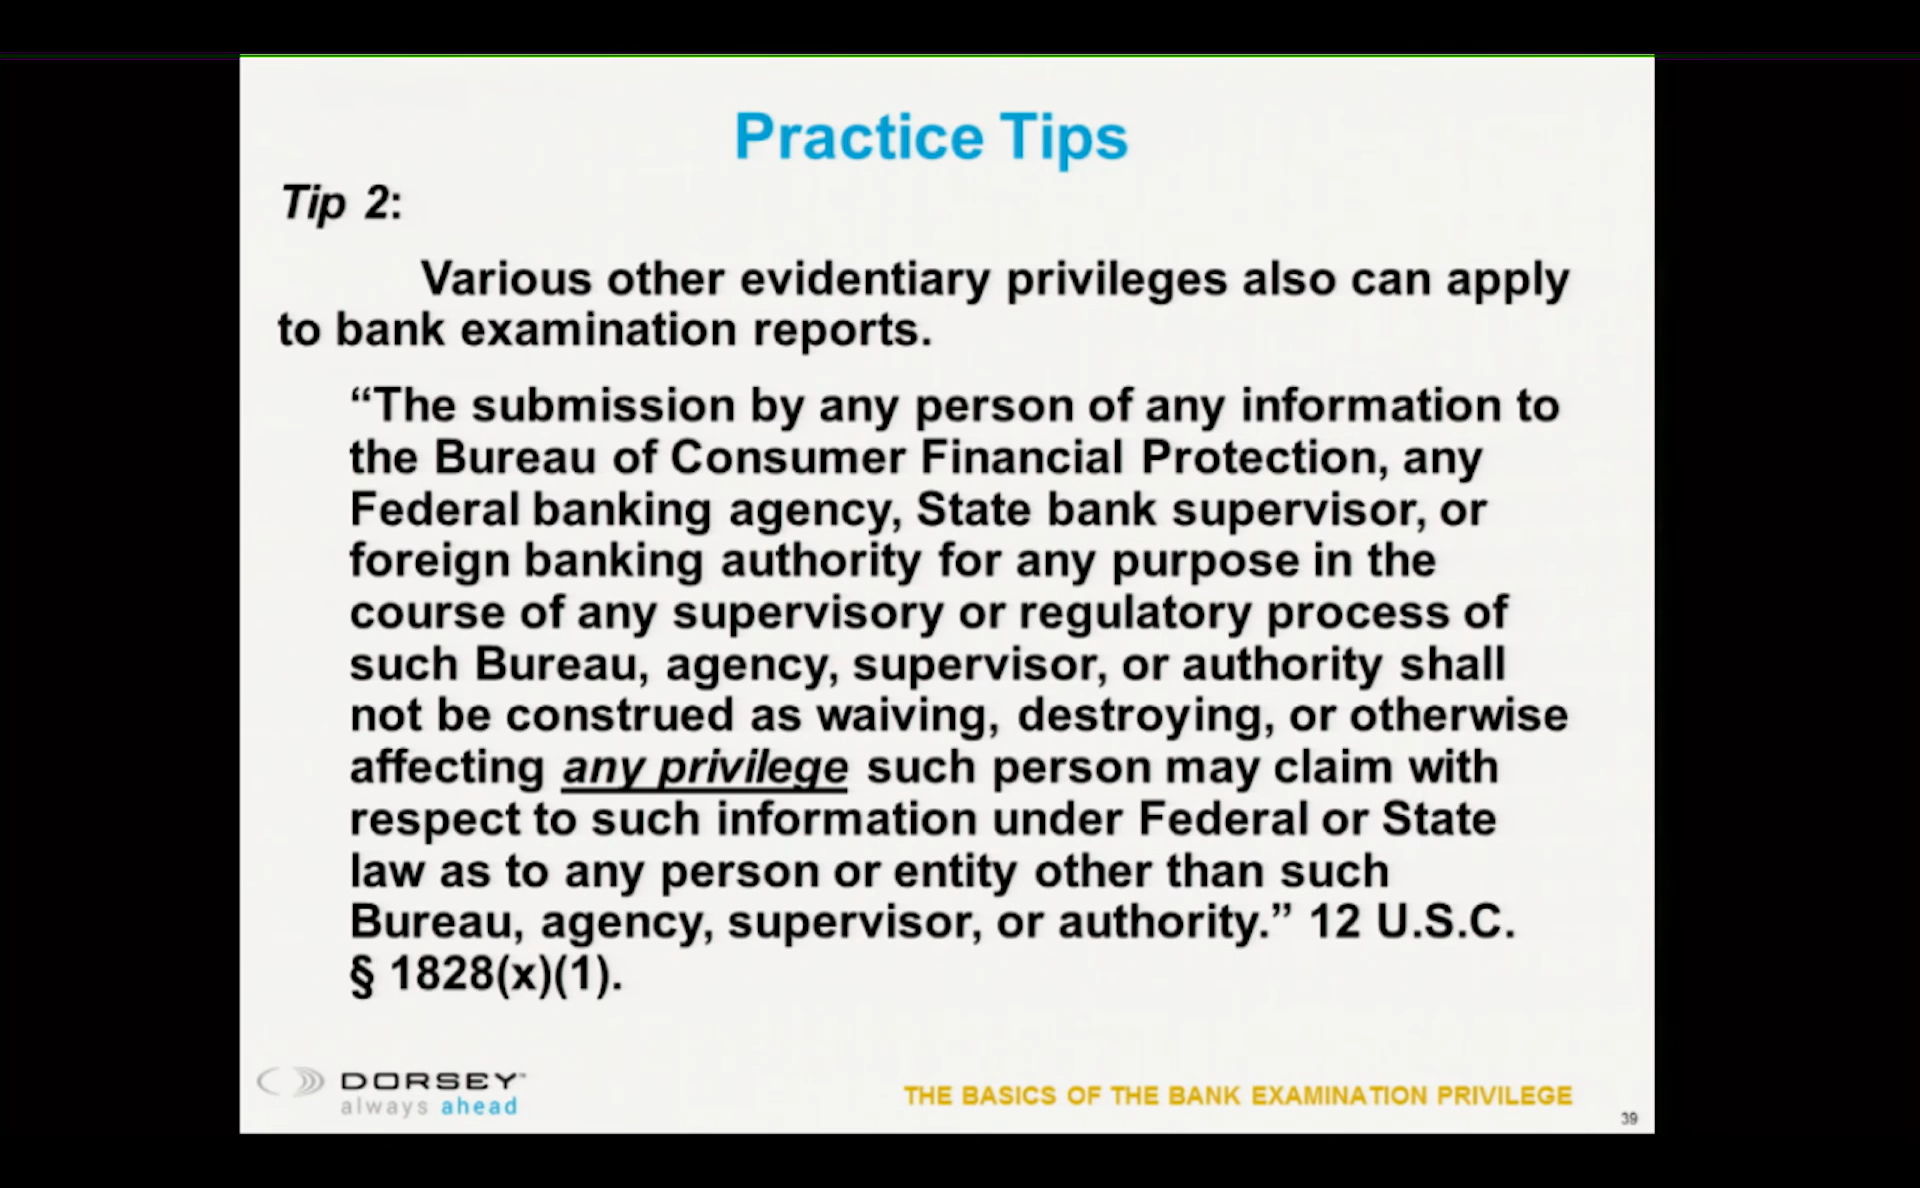 Practice Tips
Tip 2:
Various other evidentiary privileges also can apply
to bank examination reports.
“The submission by any person of any information to
the Bureau of Consumer Financial Protection, any
Federal banking agency, State bank supervisor, or
foreign banking authority for any purpose in the
course of any supervisory or regulatory process of
such Bureau, agency, supervisor, or authority shall
not be construed as waiving, destroying, or otherwise
affecting any privilege such person may claim with
respect to such information under Federal or State
law as to any person or entity other than such
Bureau, agency, supervisor, or authority.” 12 U.S.C.
§ 1828(x)(1).
DORSEY™
always ahead
THE BASICS OF THE BANK EXAMINATION PRIVILEGE
39